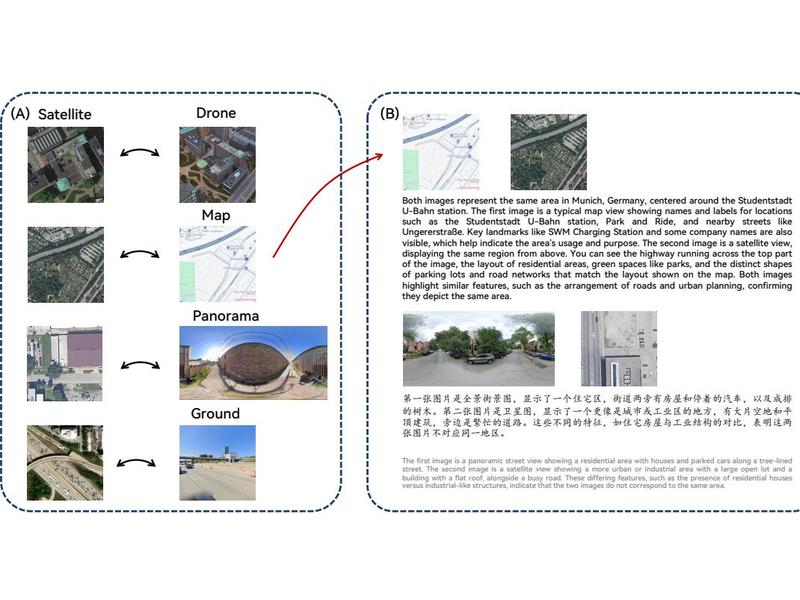 (A) Satellite
Drone
Map
Panorama
Ground
(B)
Both images represent the same area in Munich, Germany, centered around the Studentstadt
U-Bahn station. The first image is a typical map view showing names and labels for locations
such as the Studentstadt U-Bahn station, Park and Ride, and nearby streets like
Ungererstraße. Key landmarks like SWM Charging Station and some company names are also
visible, which help indicate the area's usage and purpose. The second image is a satellite view,
displaying the same region from above. You can see the highway running across the top part
of the image, the layout of residential areas, green spaces like parks, and the distinct shapes
of parking lots and road networks that match the layout shown on the map. Both images
highlight similar features, such as the arrangement of roads and urban planning, confirming
they depict the same area.
第一张图片是全景街景图，显示了一个住宅区，街道两旁有房屋和停着的汽车，以及成排
的树木。第二张图片是卫星图，显示了一个更像是城市或工业区的地方，有大片空地和平
顶建筑，旁边是繁忙的道路。这些不同的特征，如住宅房屋与工业结构的对比，表明这两
张图片不对应同一地区。
The first image is a panoramic street view showing a residential area with houses and parked cars along a tree-lined
street. The second image is a satellite view showing a more urban or industrial area with a large open lot and a
building with a flat roof, alongside a busy road. These differing features, such as the presence of residential houses
versus industrial-like structures, indicate that the two images do not correspond to the same area.